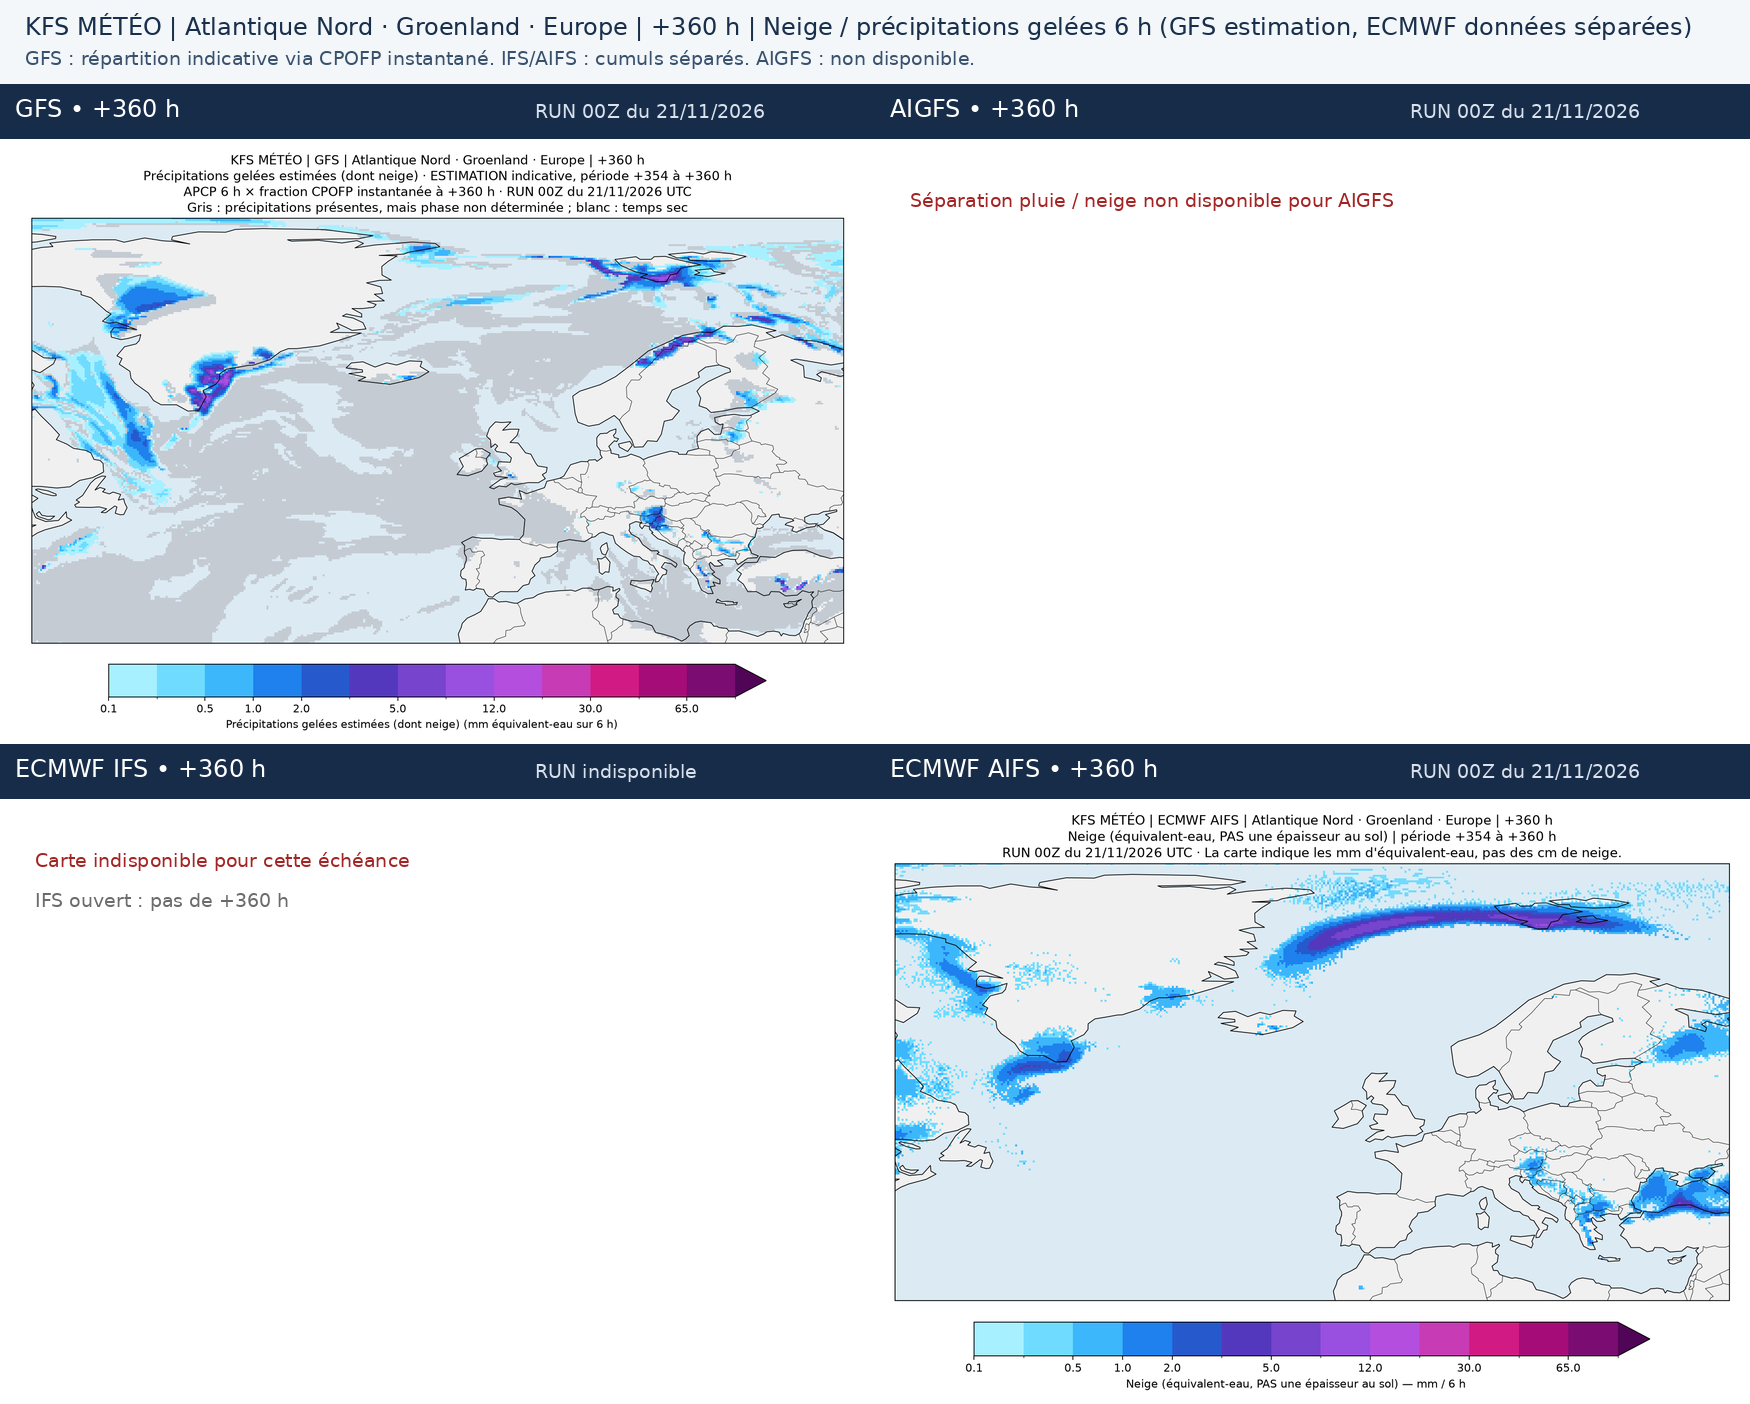 KFS MÉTÉO | Atlantique Nord · Groenland · Europe | +360 h | Neige / précipitations gelées 6 h (GFS estimation, ECMWF données séparées)
GFS : répartition indicative via CPOFP instantané. IFS/AIFS : cumuls séparés. AIGFS : non disponible.
GFS • +360 h
RUN 00Z du 21/11/2026
AIGFS • +360 h
RUN 00Z du 21/11/2026
KFS MÉTÉO | GFS | Atlantique Nord · Groenland · Europe | +360 h
Précipitations gelées estimées (dont neige) · ESTIMATION indicative, période +354 à +360 h
APCP 6 h × fraction CPOFP instantanée à +360 h · RUN 00Z du 21/11/2026 UTC
Gris : précipitations présentes, mais phase non déterminée ; blanc : temps sec
0.1 0.5 1.0 2.0 5.0 12.0 30.0 65.0
Précipitations gelées estimées (dont neige) (mm équivalent-eau sur 6 h)
Séparation pluie / neige non disponible pour AIGFS
ECMWF IFS • +360 h
RUN indisponible
ECMWF AIFS • +360 h
RUN 00Z du 21/11/2026
Carte indisponible pour cette échéance
IFS ouvert : pas de +360 h
KFS MÉTÉO | ECMWF AIFS | Atlantique Nord · Groenland · Europe | +360 h
Neige (équivalent-eau, PAS une épaisseur au sol) | période +354 à +360 h
RUN 00Z du 21/11/2026 UTC · La carte indique les mm d'équivalent-eau, pas des cm de neige.
0.1 0.5 1.0 2.0 5.0 12.0 30.0 65.0
Neige (équivalent-eau, PAS une épaisseur au sol) — mm / 6 h